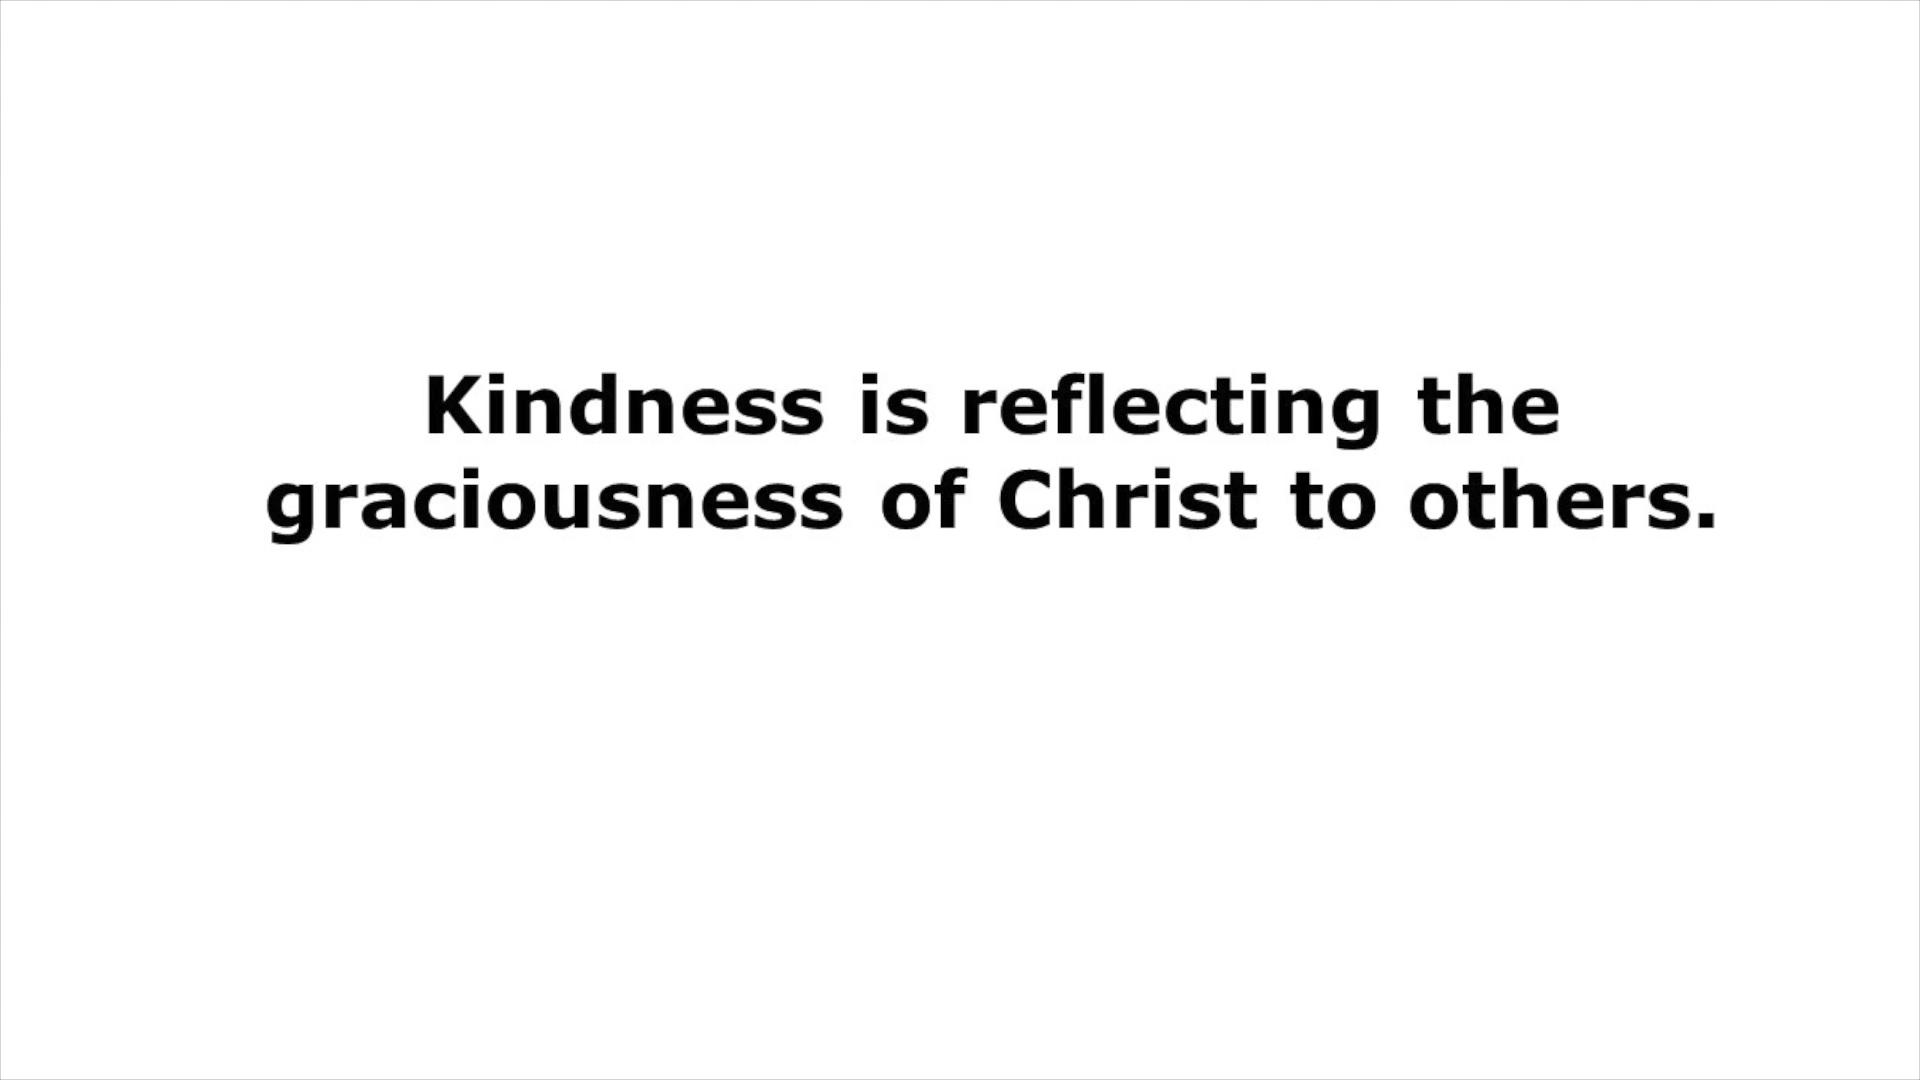 Kindness is reflecting the
graciousness of Christ to others.